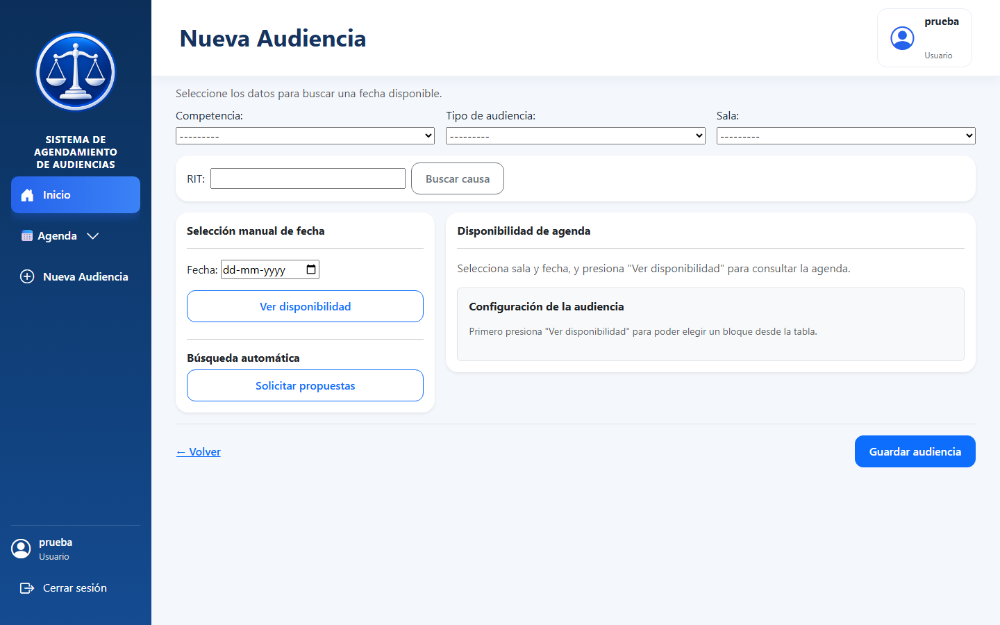 SISTEMA DE
AGENDAMIENTO
DE AUDIENCIAS
Inicio
Agenda
Nueva Audiencia
prueba
Usuario
Cerrar sesión
Nueva Audiencia
prueba
Usuario
Seleccione los datos para buscar una fecha disponible.
Competencia:
---------
Tipo de audiencia:
---------
Sala:
---------
RIT:
Buscar causa
Selección manual de fecha
Fecha: dd-mm-yyyy
Ver disponibilidad
Búsqueda automática
Solicitar propuestas
Disponibilidad de agenda
Selecciona sala y fecha, y presiona "Ver disponibilidad" para consultar la agenda.
Configuración de la audiencia
Primero presiona "Ver disponibilidad" para poder elegir un bloque desde la tabla.
← Volver
Guardar audiencia